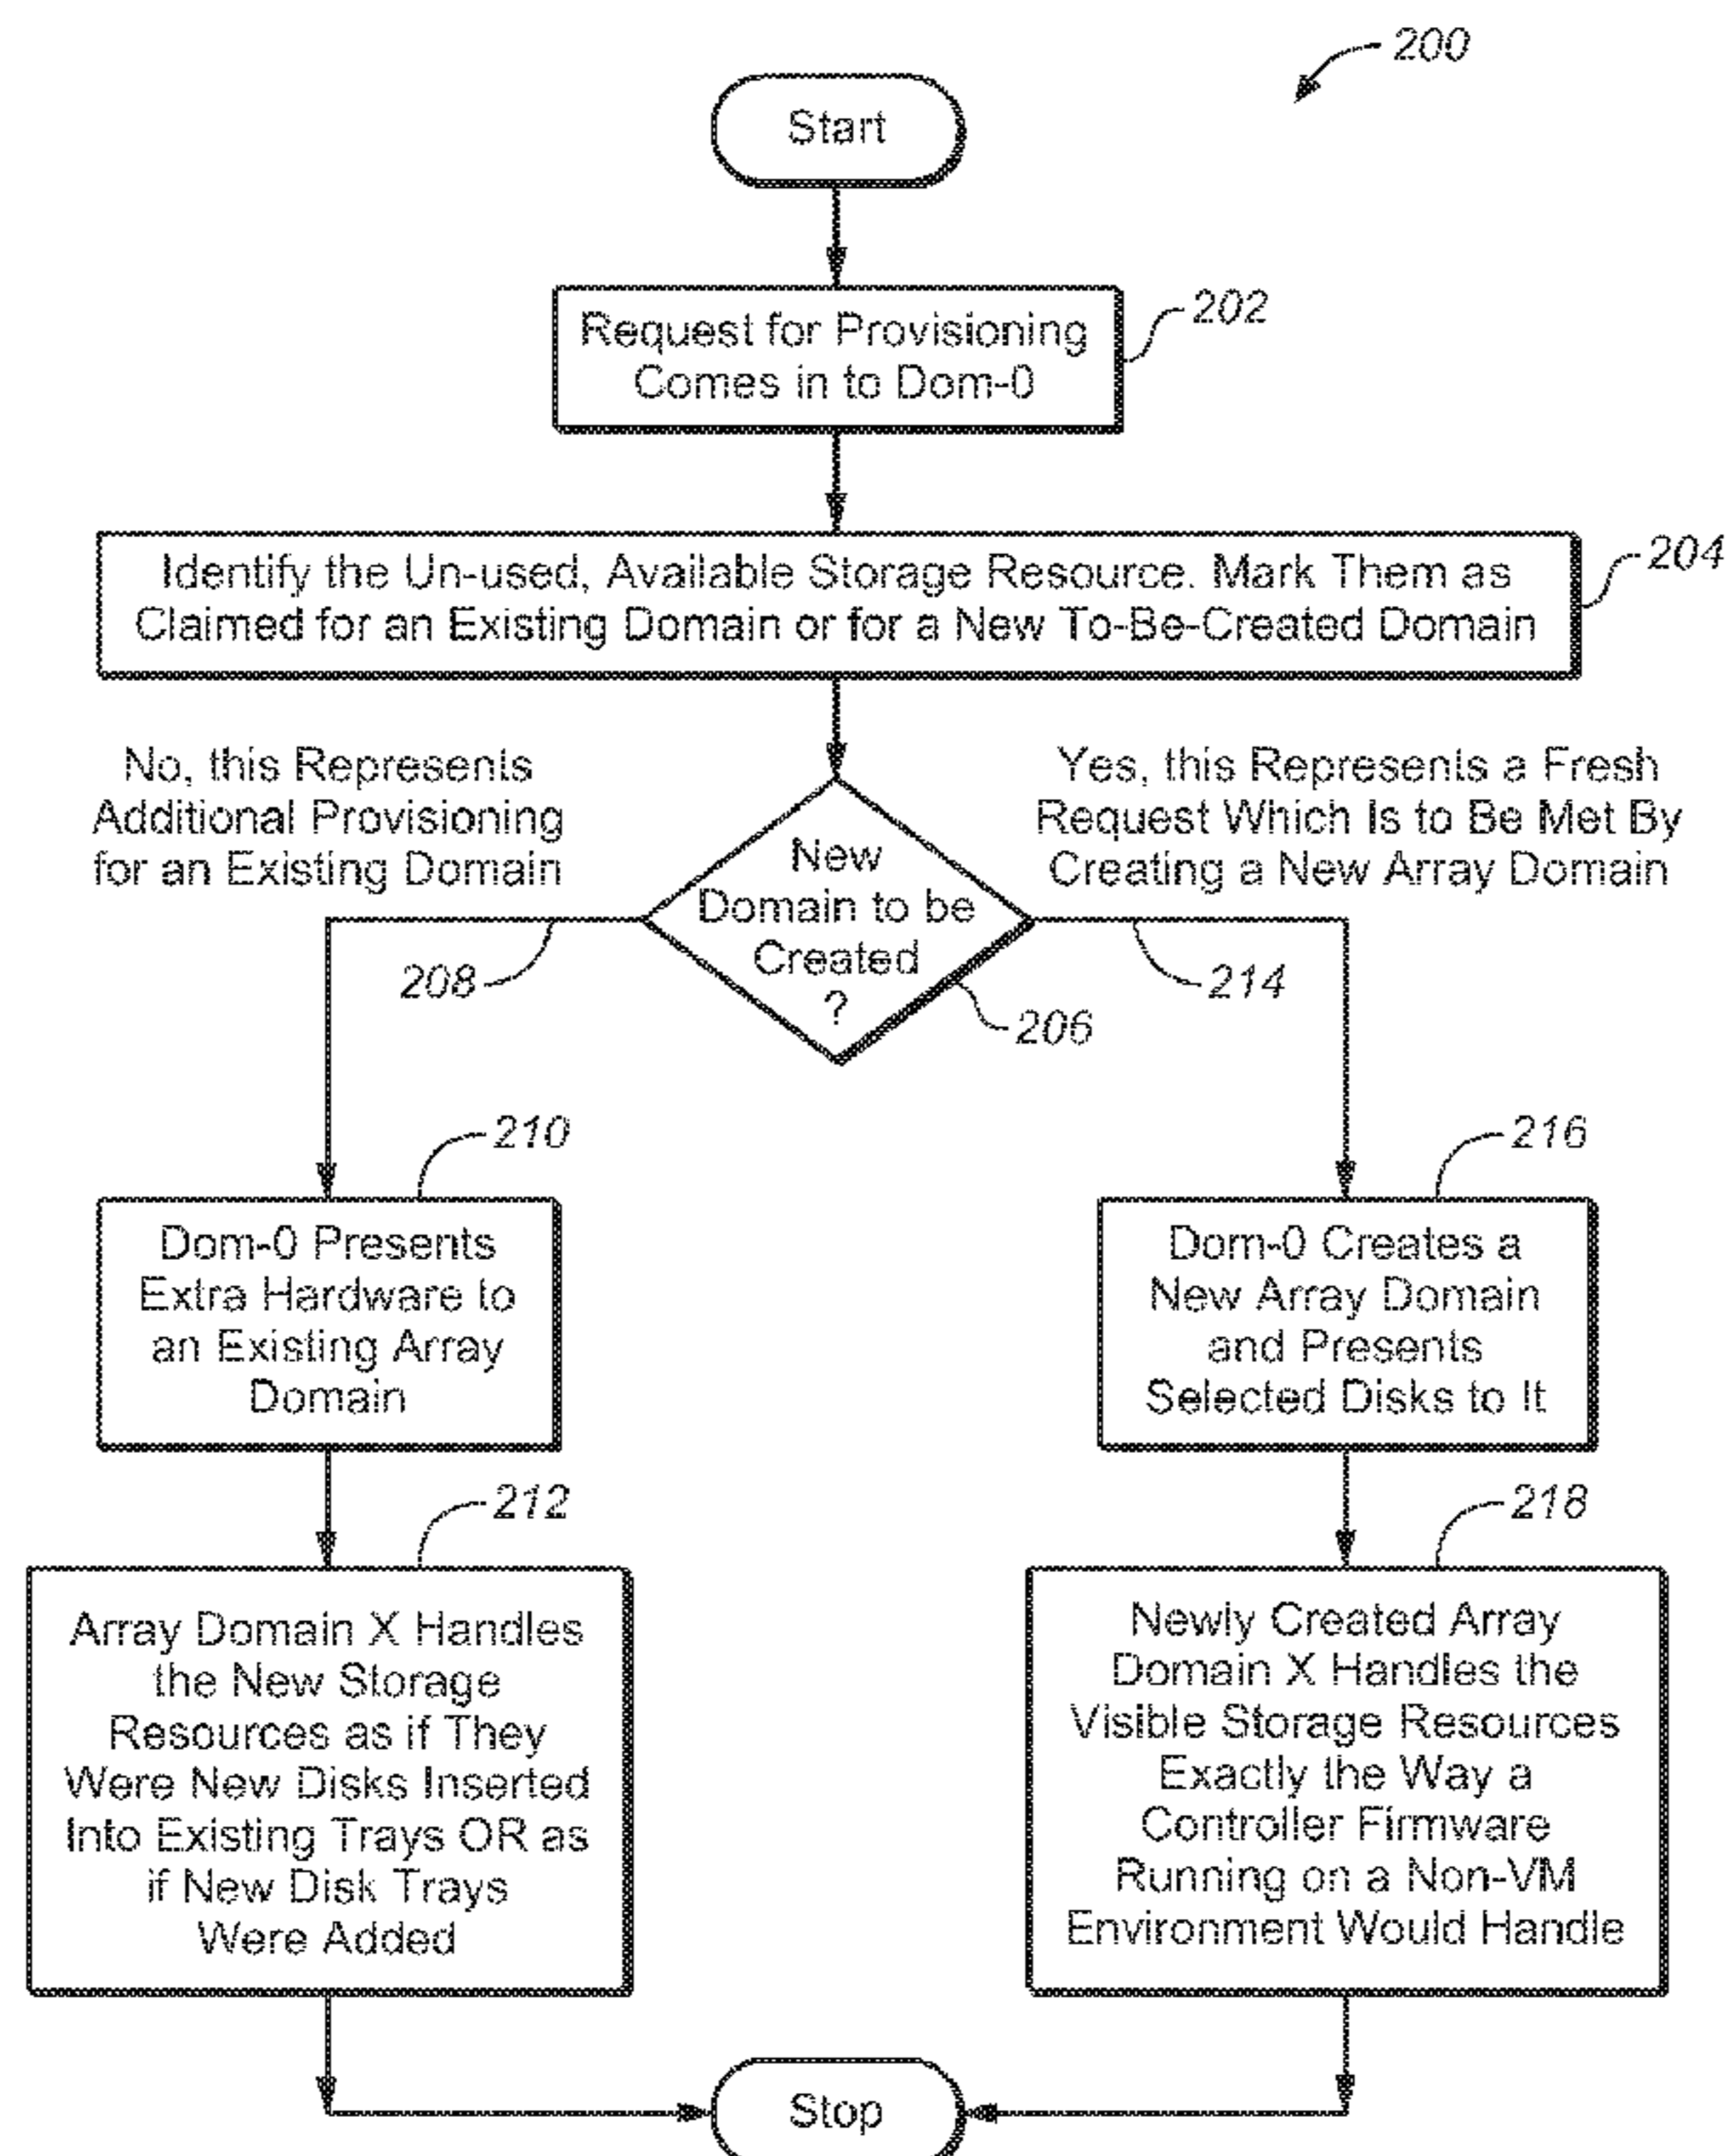 200
Start
Request for Provisioning
Comes in to Dom-0
202
Identify the Un-used, Available Storage Resource. Mark Them as
Claimed for an Existing Domain or for a New To-Be-Created Domain
204
No, this Represents
Additional Provisioning
for an Existing Domain
Yes, this Represents a Fresh
Request Which Is to Be Met By
Creating a New Array Domain
New
Domain to be
Created
?
208
214
206
210
Dom-0 Presents
Extra Hardware to
an Existing Array
Domain
216
Dom-0 Creates a
New Array Domain
and Presents
Selected Disks to It
212
Array Domain X Handles
the New Storage
Resources as if They
Were New Disks Inserted
Into Existing Trays OR as
if New Disk Trays
Were Added
218
Newly Created Array
Domain X Handles the
Visible Storage Resources
Exactly the Way a
Controller Firmware
Running on a Non-VM
Environment Would Handle
Stop